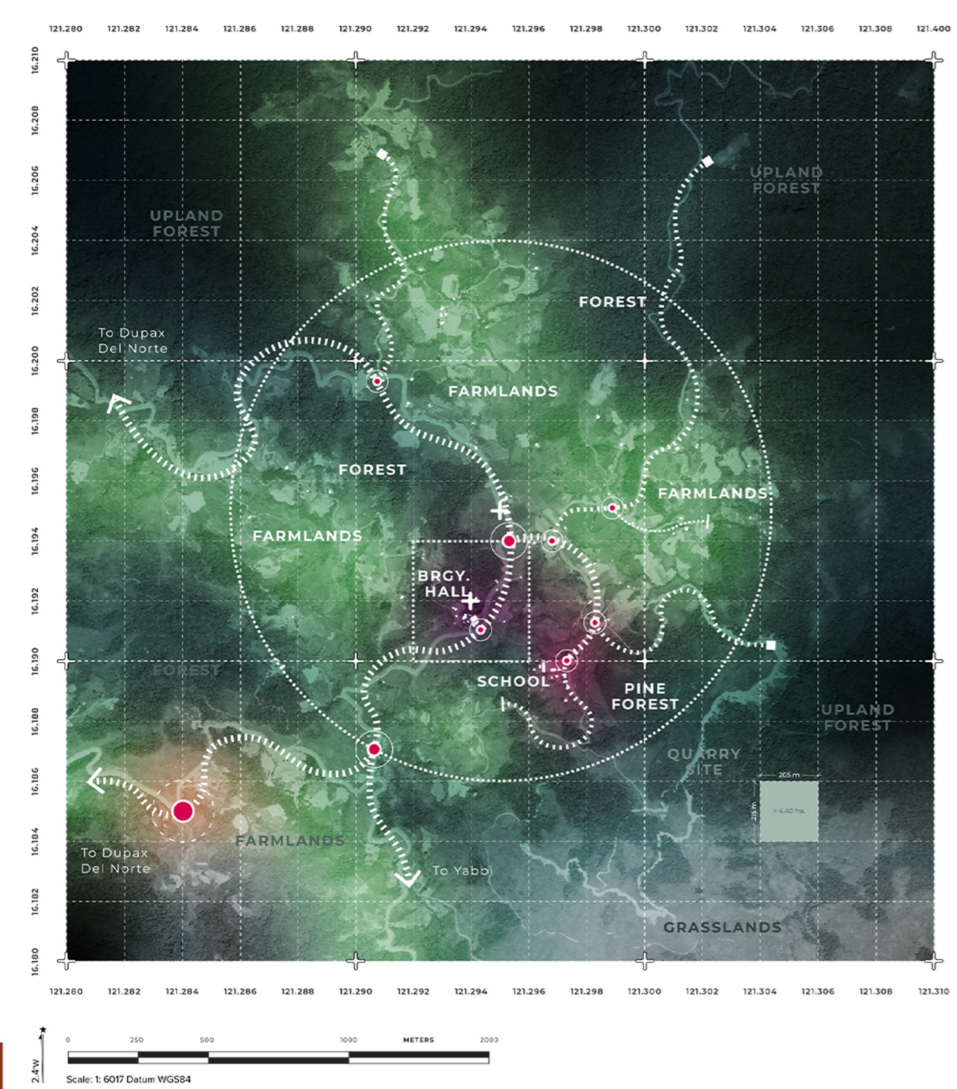 121.280 121.282 121.284 121.286 121.288 121.290 121.292 121.294 121.296 121.298 121.300 121.302 121.304 121.306 121.308 121.400
16.210
16.208
16.206
UPLAND
FOREST
UPLAND
FOREST
16.204
16.202
FOREST
To Dupax
Del Norte
16.200
FARMLANDS
16.198
FOREST
16.196
FARMLANDS
FARMLANDS
16.194
BRGY.
HALL
16.192
16.190
FOREST
SCHOOL
PINE
FOREST
16.188
UPLAND
FOREST
QUARRY
SITE
16.186
205 m
215 m
≈ 4.40 ha.
FARMLANDS
16.184
To Dupax
Del Norte
To Yabbi
16.182
GRASSLANDS
16.180
121.280 121.282 121.284 121.286 121.288 121.290 121.292 121.294 121.296 121.298 121.300 121.302 121.304 121.306 121.308 121.310
2.4°W
0 250 500 1000 METERS 2000
Scale: 1: 6017 Datum WGS84